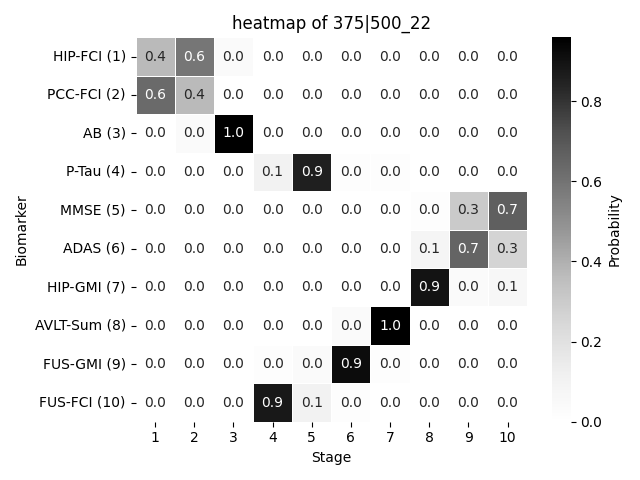 heatmap of 375|500_22
HIP-FCI (1) 0.4 0.6 0.0 0.0 0.0 0.0 0.0 0.0 0.0 0.0
PCC-FCI (2) 0.6 0.4 0.0 0.0 0.0 0.0 0.0 0.0 0.0 0.0
AB (3) 0.0 0.0 1.0 0.0 0.0 0.0 0.0 0.0 0.0 0.0
P-Tau (4) 0.0 0.0 0.0 0.1 0.9 0.0 0.0 0.0 0.0 0.0
MMSE (5) 0.0 0.0 0.0 0.0 0.0 0.0 0.0 0.0 0.3 0.7
ADAS (6) 0.0 0.0 0.0 0.0 0.0 0.0 0.0 0.1 0.7 0.3
HIP-GMI (7) 0.0 0.0 0.0 0.0 0.0 0.0 0.0 0.9 0.0 0.1
AVLT-Sum (8) 0.0 0.0 0.0 0.0 0.0 0.0 1.0 0.0 0.0 0.0
FUS-GMI (9) 0.0 0.0 0.0 0.0 0.0 0.9 0.0 0.0 0.0 0.0
FUS-FCI (10) 0.0 0.0 0.0 0.9 0.1 0.0 0.0 0.0 0.0 0.0
1 2 3 4 5 6 7 8 9 10
Stage
Biomarker
0.8
0.6
0.4
0.2
0.0
Probability